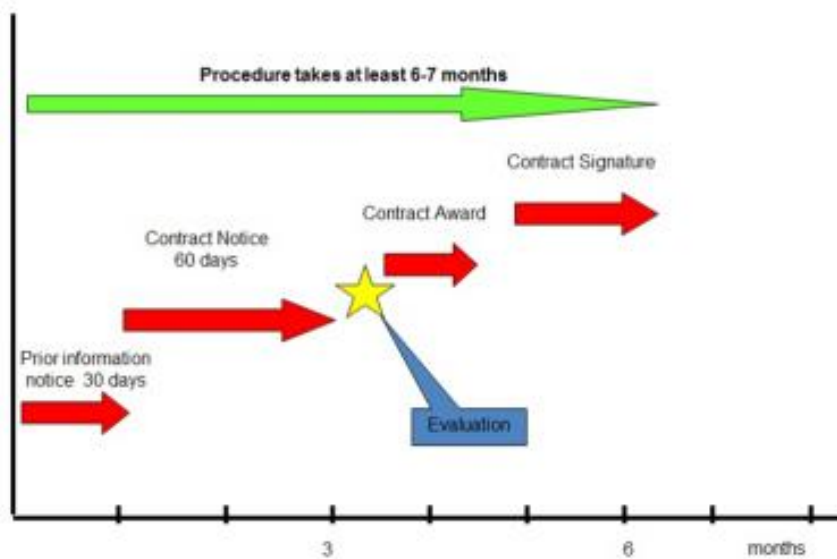 Procedure takes at least 6-7 months
Contract Signature
Contract Award
Contract Notice
60 days
Prior information
notice 30 days
Evaluation
3
6
months